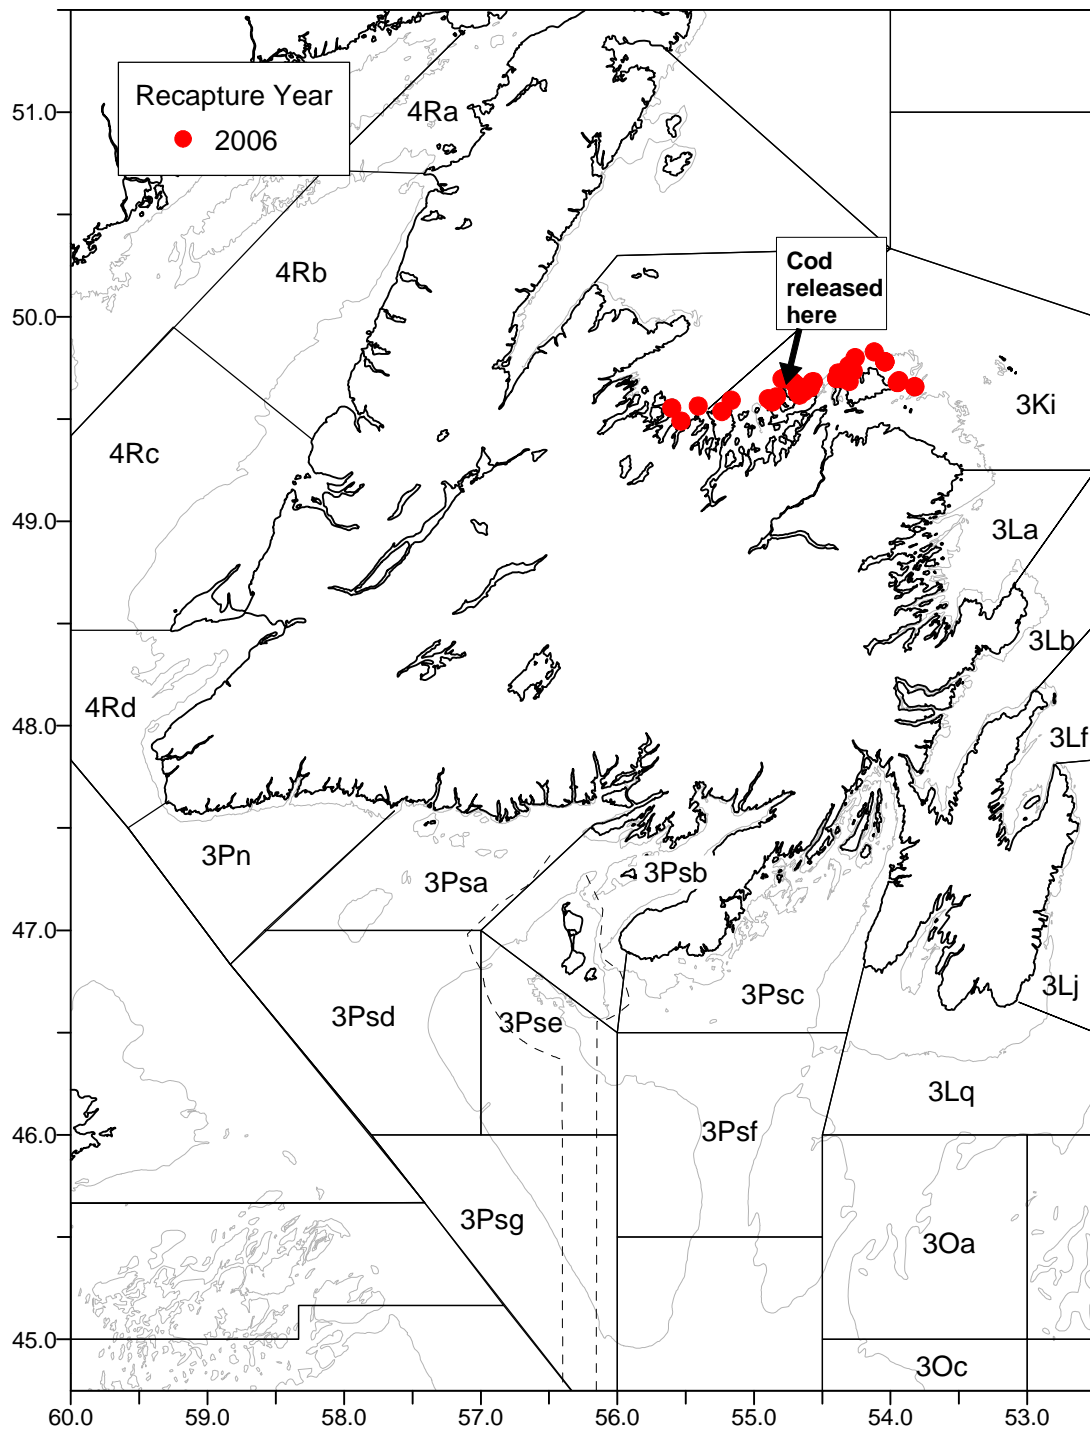 51.0
50.0
49.0
48.0
47.0
46.0
45.0
Recapture Year
2006
4Ra
4Rb
Cod
released
here
3Ki
4Rc
3La
3Lb
4Rd
3Lf
3Pn
3Psa
3Psb
3Psc
3Lj
3Psd
3Pse
3Lq
3Psf
3Psg
3Oa
3Oc
60.0
59.0
58.0
57.0
56.0
55.0
54.0
53.0